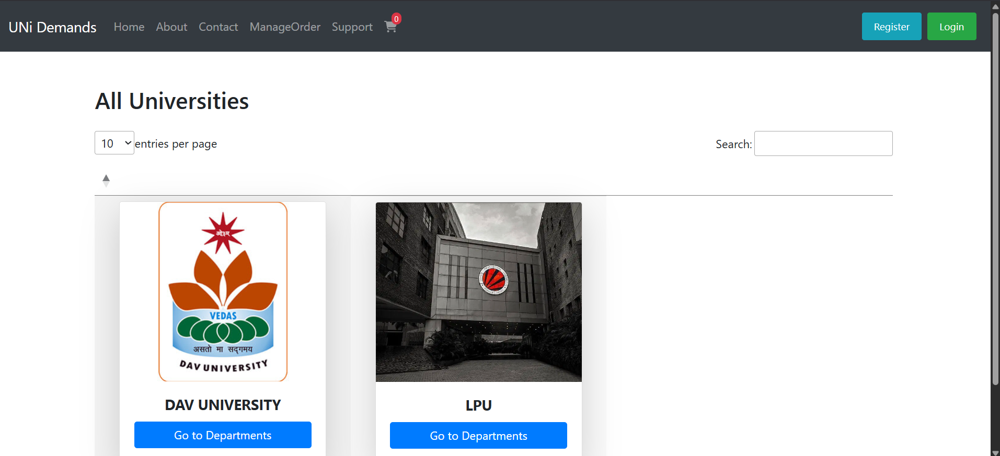 UNi Demands Home About Contact ManageOrder Support 0 Register Login
All Universities
10 entries per page Search:
ओ३म्
VEDAS
असतो मा सद्गमय
DAV UNIVERSITY
DAV UNIVERSITY
LPU
Go to Departments
Go to Departments